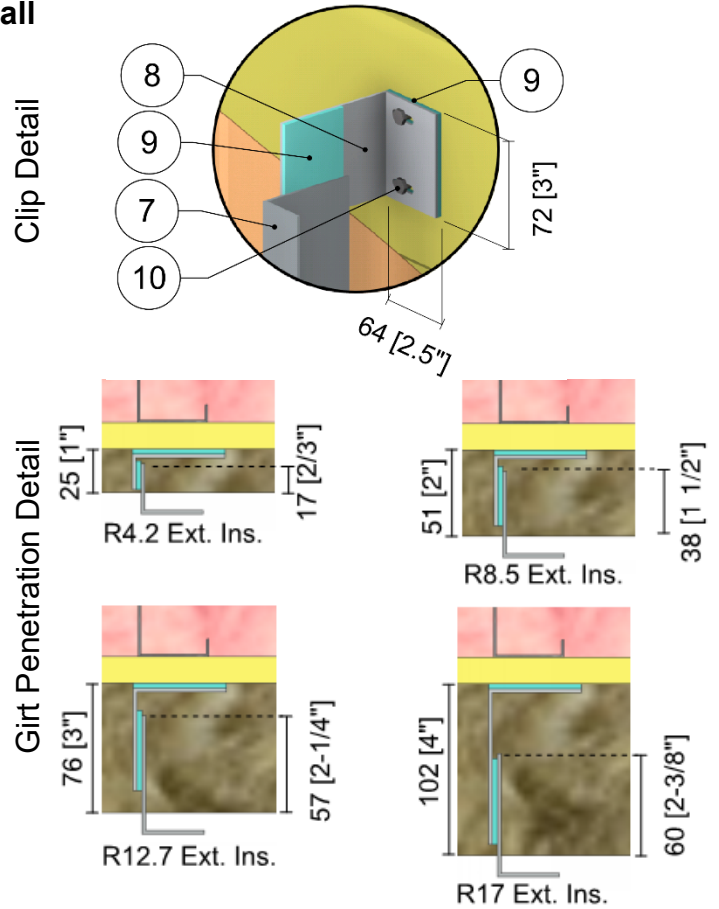 all
Clip Detail
8
9
9
7
10
72 [3"]
64 [2.5"]
Girt Penetration Detail
25 [1"]
17 [2/3"]
R4.2 Ext. Ins.
51 [2"]
38 [1 1/2"]
R8.5 Ext. Ins.
76 [3"]
57 [2-1/4"]
R12.7 Ext. Ins.
102 [4"]
60 [2-3/8"]
R17 Ext. Ins.